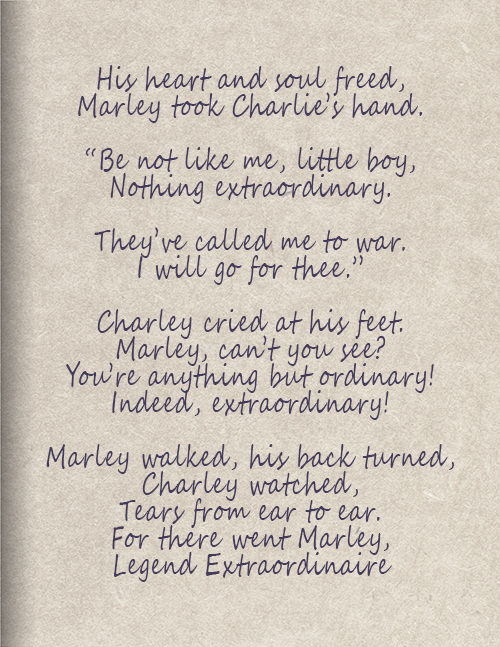 His heart and soul freed,
Marley took Charlie's hand.
“Be not like me, little boy,
Nothing extraordinary.
They've called me to war.
I will go for thee.”
Charley cried at his feet.
Marley, can't you see?
You're anything but ordinary!
Indeed, extraordinary!
Marley walked, his back turned,
Charley watched,
Tears from ear to ear.
For there went Marley,
Legend Extraordinaire